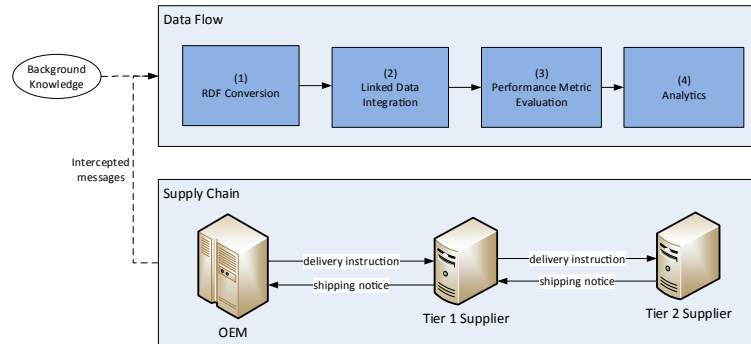 Data Flow
Background
Knowledge
(1)
RDF Conversion
(2)
Linked Data
Integration
(3)
Performance Metric
Evaluation
(4)
Analytics
Intercepted
messages
Supply Chain
delivery instruction
shipping notice
delivery instruction
shipping notice
OEM
Tier 1 Supplier
Tier 2 Supplier